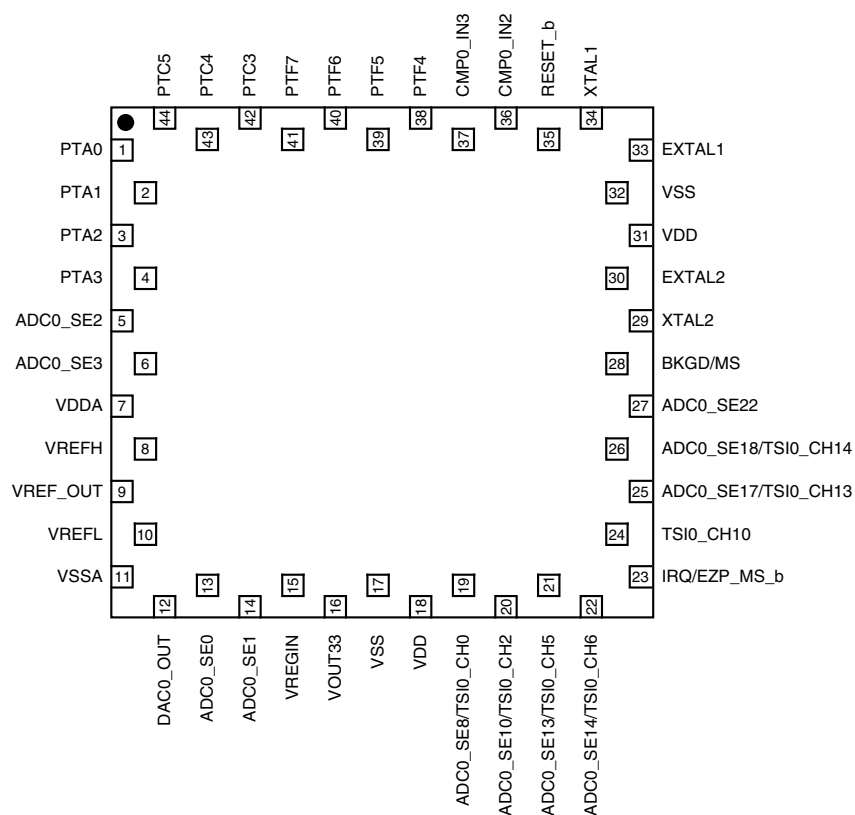 PTC5
PTC4
PTC3
PTF7
PTF6
PTF5
PTF4
CMP0_IN3
CMP0_IN2
RESET_b
XTAL1
44
43
42
41
40
39
38
37
36
35
34
PTA0 1
PTA1 2
PTA2 3
PTA3 4
ADC0_SE2 5
ADC0_SE3 6
VDDA 7
VREFH 8
VREF_OUT 9
VREFL 10
VSSA 11
33 EXTAL1
32 VSS
31 VDD
30 EXTAL2
29 XTAL2
28 BKGD/MS
27 ADC0_SE22
26 ADC0_SE18/TSI0_CH14
25 ADC0_SE17/TSI0_CH13
24 TSI0_CH10
23 IRQ/EZP_MS_b
12
13
14
15
16
17
18
19
20
21
22
DAC0_OUT
ADC0_SE0
ADC0_SE1
VREGIN
VOUT33
VSS
VDD
ADC0_SE8/TSI0_CH0
ADC0_SE10/TSI0_CH2
ADC0_SE13/TSI0_CH5
ADC0_SE14/TSI0_CH6